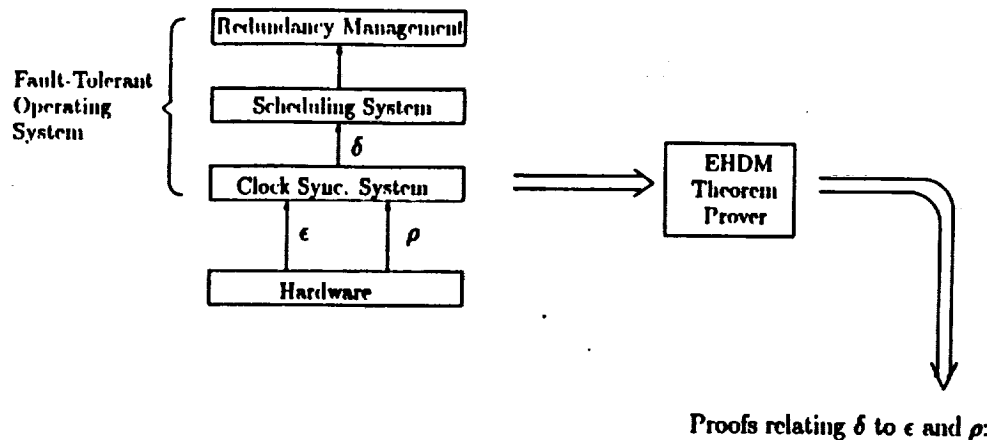 Redundancy Management
Fault-Tolerant
Operating
System
Scheduling System
δ
Clock Sync. System
ϵ
ρ
Hardware
EHDM
Theorem
Prover
Proofs relating δ to ϵ and ρ: